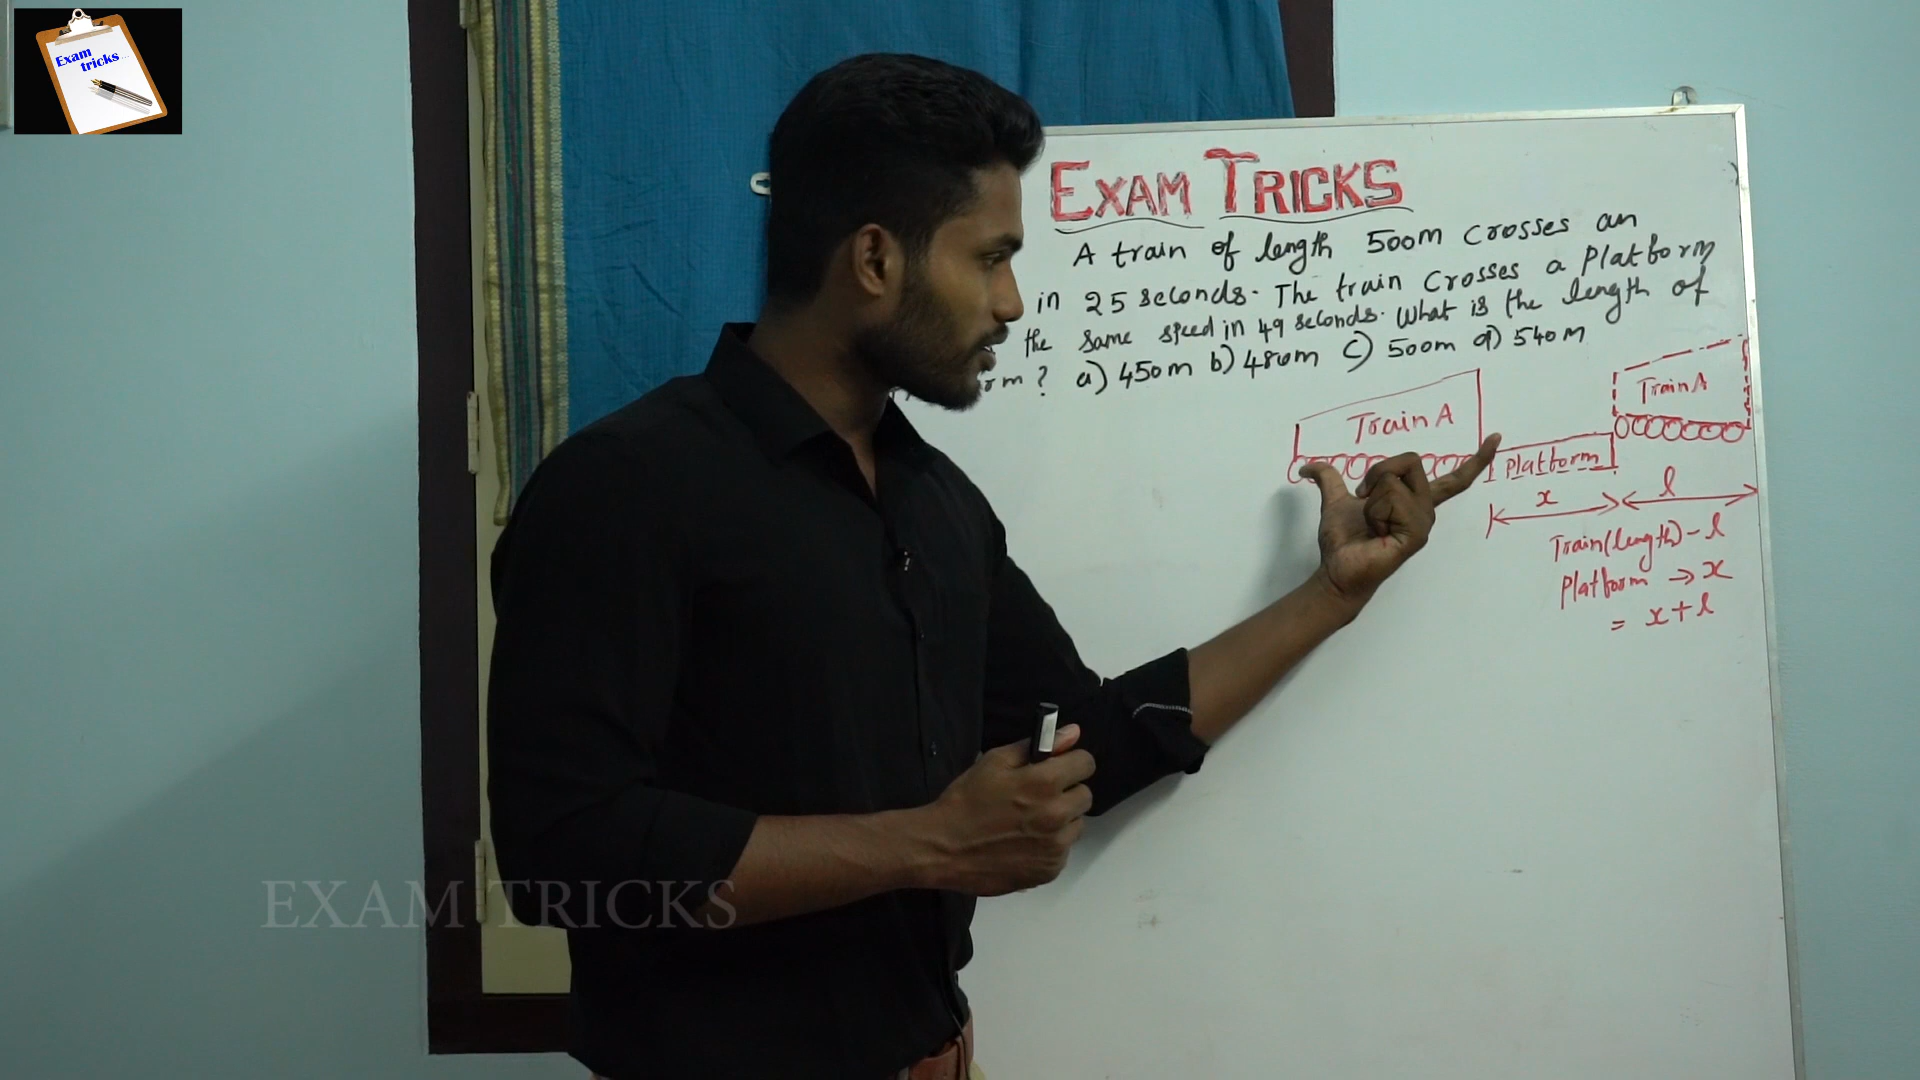 Exam
tricks...
EXAM TRICKS
A train of length 500m crosses an
in 25 seconds. The train crosses a platform
the same speed in 49 seconds. What is the length of
rm? a) 450m b) 480m c) 500m d) 540m
Train A
Train A
Platform
x
l
Train(length) - l
Platform → x
= x + l
EXAM TRICKS